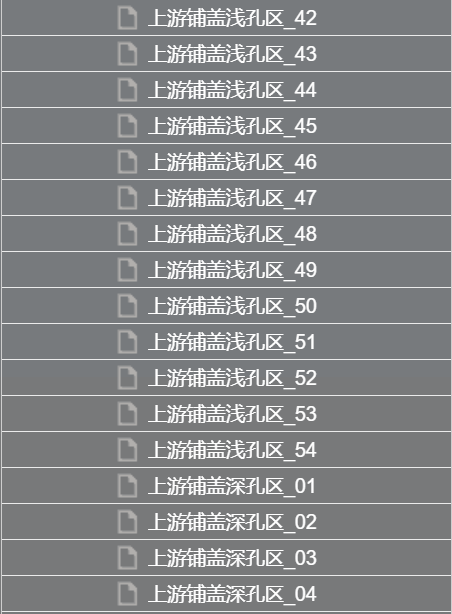 上游铺盖浅孔区_42
上游铺盖浅孔区_43
上游铺盖浅孔区_44
上游铺盖浅孔区_45
上游铺盖浅孔区_46
上游铺盖浅孔区_47
上游铺盖浅孔区_48
上游铺盖浅孔区_49
上游铺盖浅孔区_50
上游铺盖浅孔区_51
上游铺盖浅孔区_52
上游铺盖浅孔区_53
上游铺盖浅孔区_54
上游铺盖深孔区_01
上游铺盖深孔区_02
上游铺盖深孔区_03
上游铺盖深孔区_04